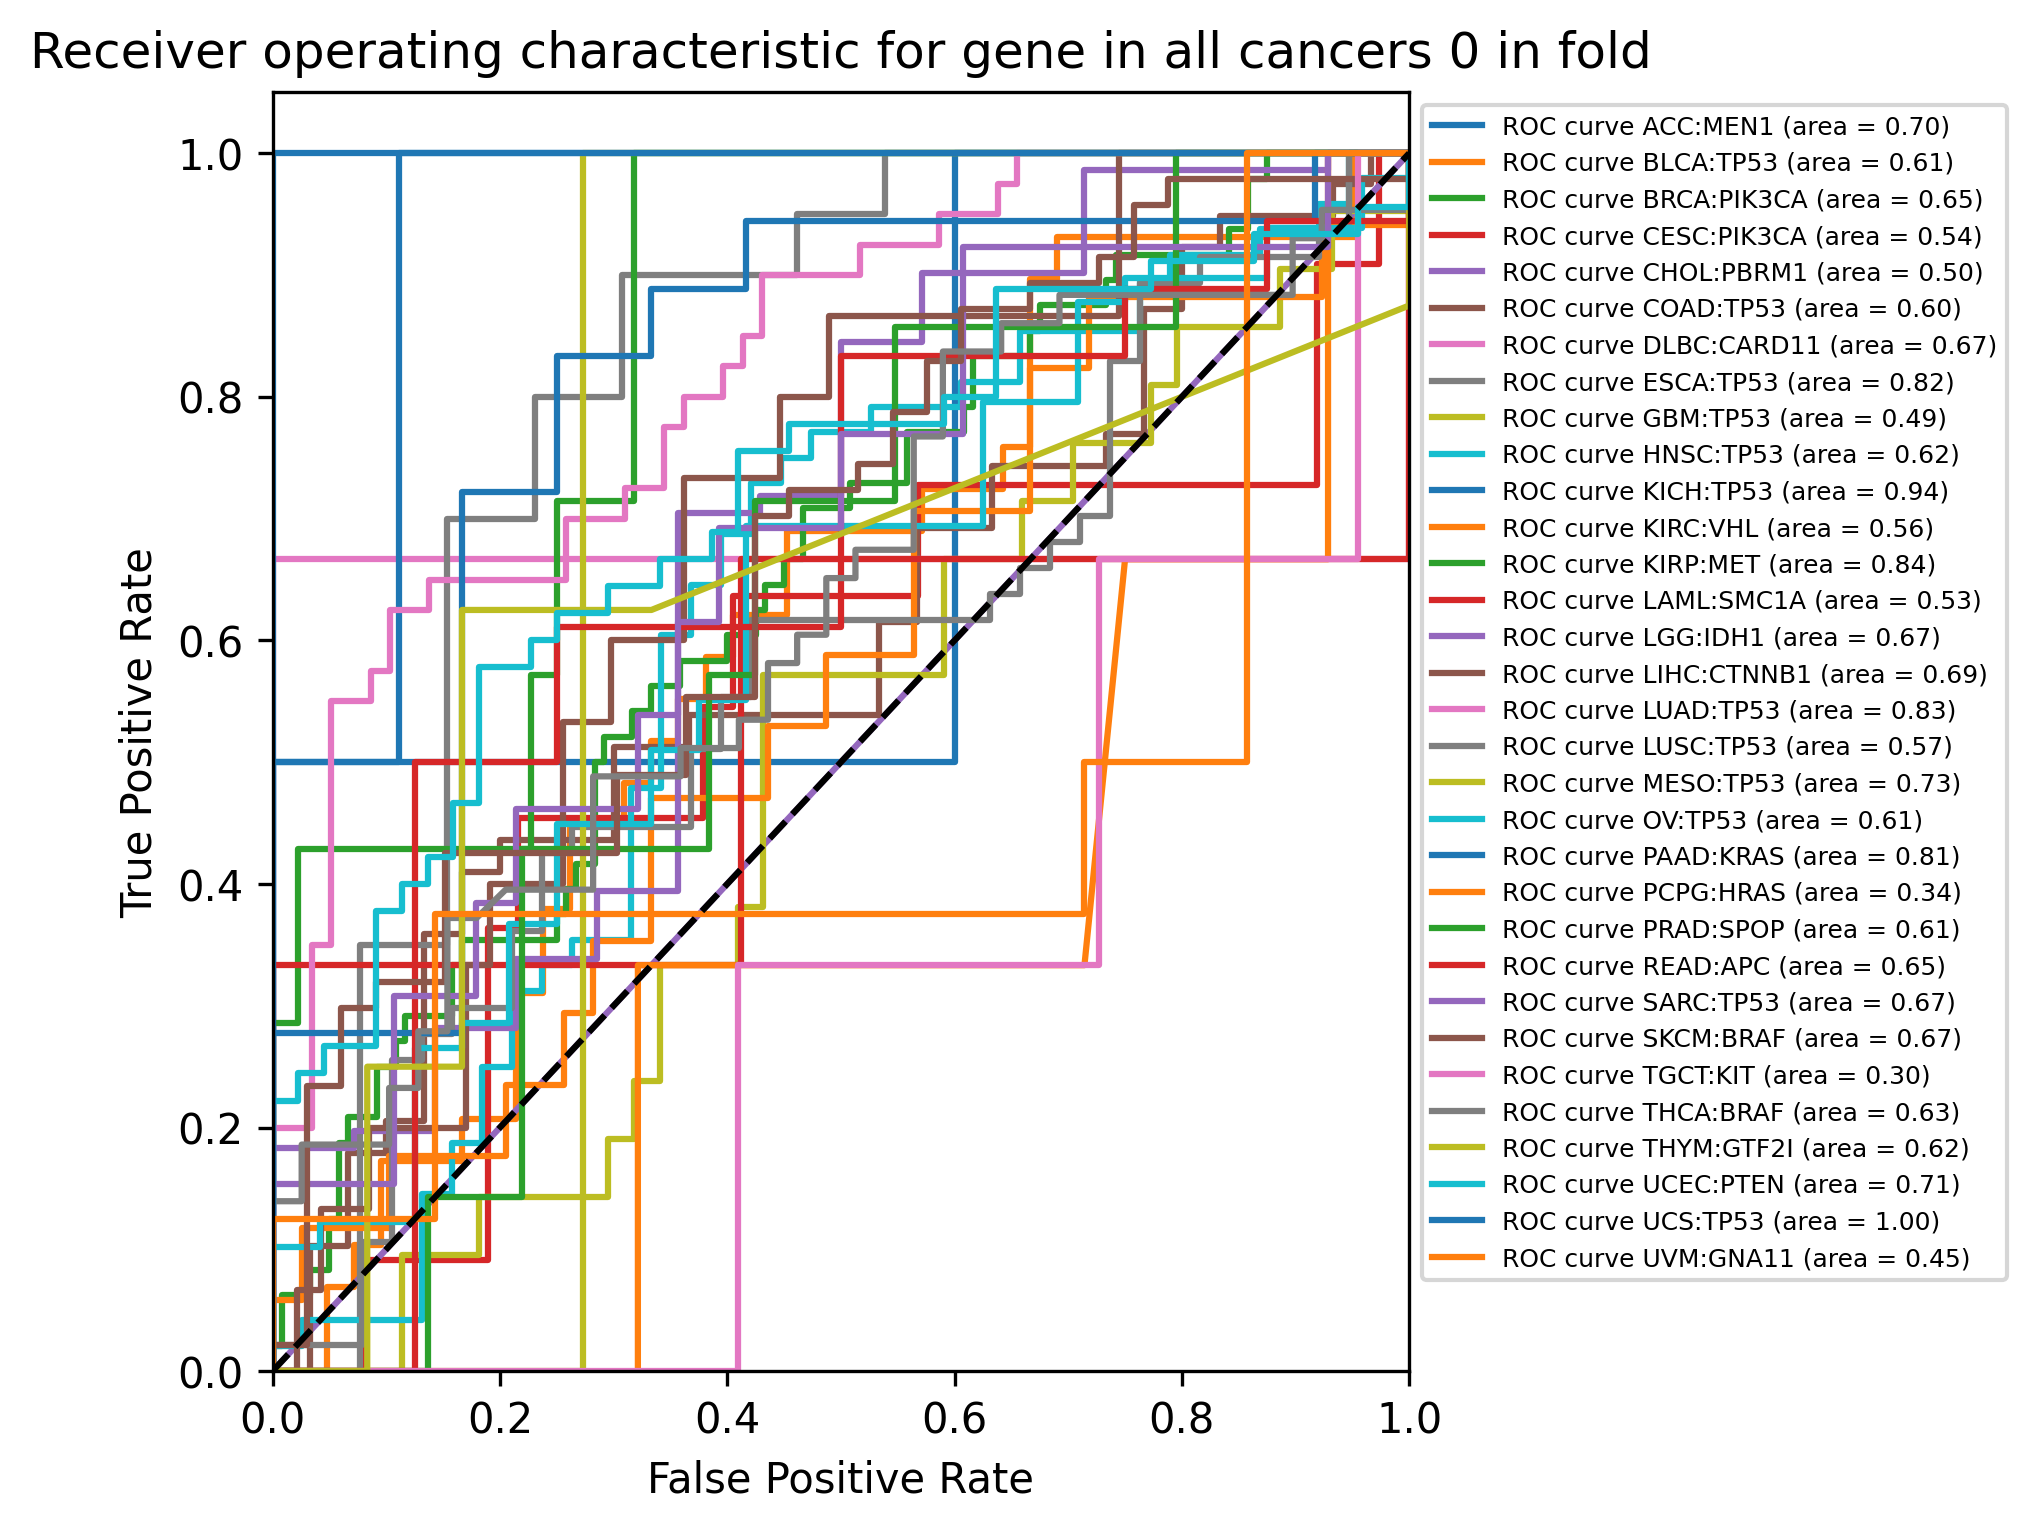 Receiver operating characteristic for gene in all cancers 0 in fold
True Positive Rate
1.0
0.8
0.6
0.4
0.2
0.0
0.0 0.2 0.4 0.6 0.8 1.0
False Positive Rate
ROC curve ACC:MEN1 (area = 0.70)
ROC curve BLCA:TP53 (area = 0.61)
ROC curve BRCA:PIK3CA (area = 0.65)
ROC curve CESC:PIK3CA (area = 0.54)
ROC curve CHOL:PBRM1 (area = 0.50)
ROC curve COAD:TP53 (area = 0.60)
ROC curve DLBC:CARD11 (area = 0.67)
ROC curve ESCA:TP53 (area = 0.82)
ROC curve GBM:TP53 (area = 0.49)
ROC curve HNSC:TP53 (area = 0.62)
ROC curve KICH:TP53 (area = 0.94)
ROC curve KIRC:VHL (area = 0.56)
ROC curve KIRP:MET (area = 0.84)
ROC curve LAML:SMC1A (area = 0.53)
ROC curve LGG:IDH1 (area = 0.67)
ROC curve LIHC:CTNNB1 (area = 0.69)
ROC curve LUAD:TP53 (area = 0.83)
ROC curve LUSC:TP53 (area = 0.57)
ROC curve MESO:TP53 (area = 0.73)
ROC curve OV:TP53 (area = 0.61)
ROC curve PAAD:KRAS (area = 0.81)
ROC curve PCPG:HRAS (area = 0.34)
ROC curve PRAD:SPOP (area = 0.61)
ROC curve READ:APC (area = 0.65)
ROC curve SARC:TP53 (area = 0.67)
ROC curve SKCM:BRAF (area = 0.67)
ROC curve TGCT:KIT (area = 0.30)
ROC curve THCA:BRAF (area = 0.63)
ROC curve THYM:GTF2I (area = 0.62)
ROC curve UCEC:PTEN (area = 0.71)
ROC curve UCS:TP53 (area = 1.00)
ROC curve UVM:GNA11 (area = 0.45)